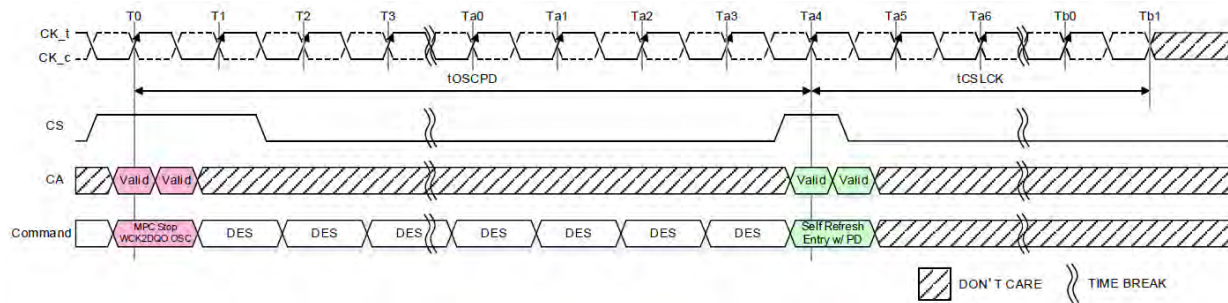 T0 T1 T2 T3 Ta0 Ta1 Ta2 Ta3 Ta4 Ta5 Ta6 Tb0 Tb1
CK_t
CK_c
tOSCPD tCSLCK
CS
CA Valid Valid Valid Valid
Command MPC Stop WCK2DQO OSC DES DES DES DES DES DES DES Self Refresh Entry w/ PD
DON'T CARE TIME BREAK